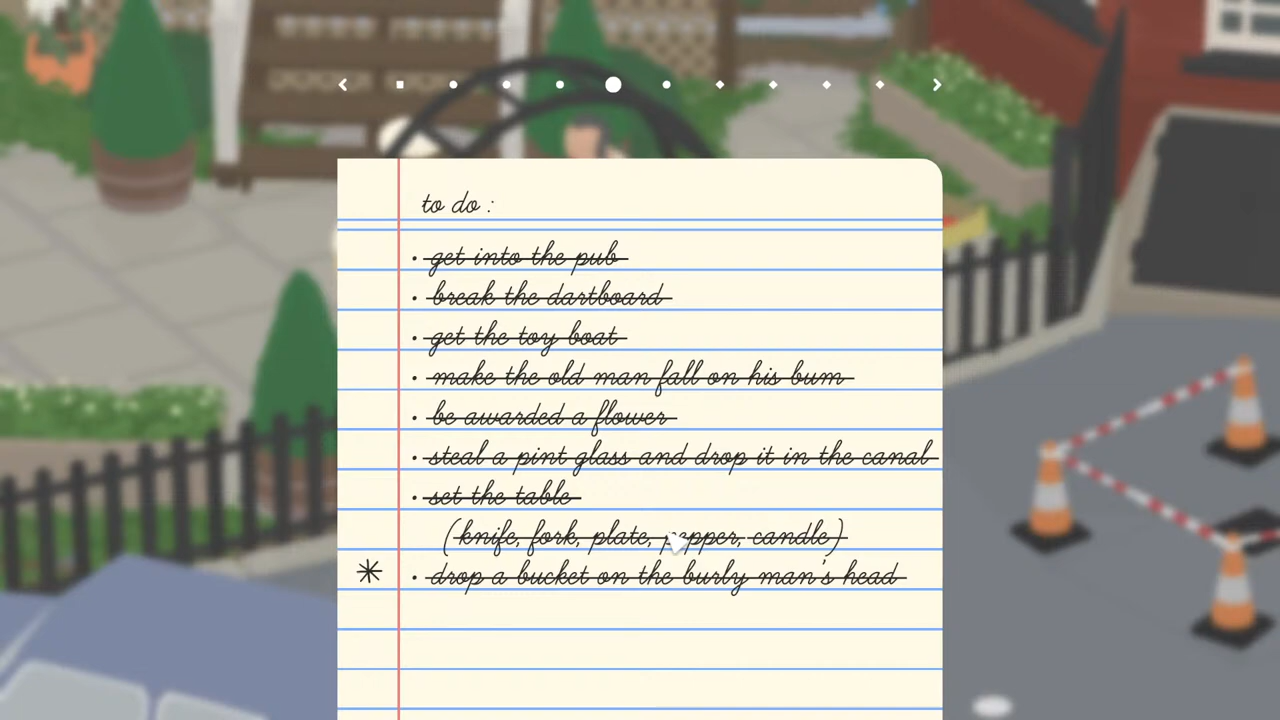 to do :
· get into the pub
· break the dartboard
· get the toy boat
· make the old man fall on his bum
· be awarded a flower
· steal a pint glass and drop it in the canal
· set the table
(knife, fork, plate, pepper, candle)
* · drop a bucket on the burly man's head